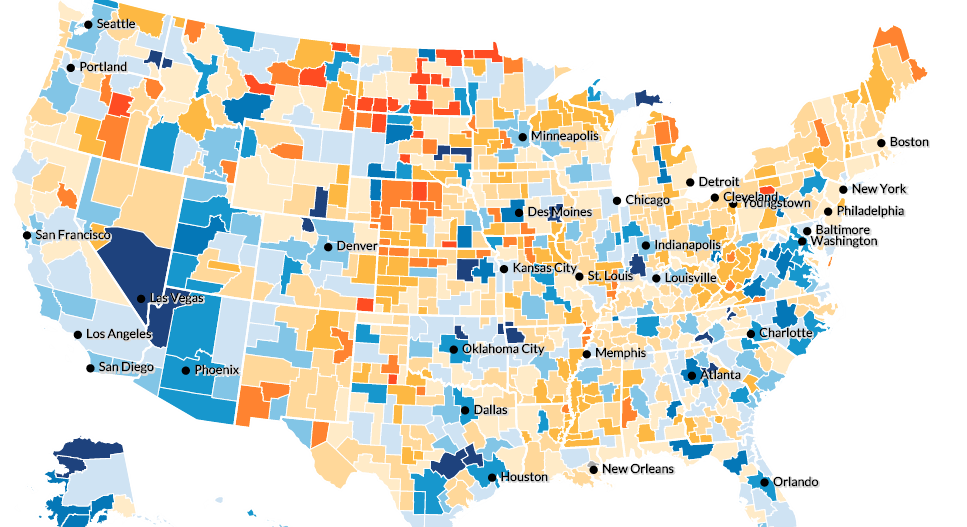 Seattle
Portland
Minneapolis
Boston
Detroit
Cleveland
New York
Chicago
Youngstown
Des Moines
Philadelphia
San Francisco
Baltimore
Denver
Indianapolis
Washington
Kansas City
St. Louis
Louisville
Las Vegas
Los Angeles
Charlotte
Oklahoma City
Memphis
San Diego
Phoenix
Atlanta
Dallas
New Orleans
Houston
Orlando